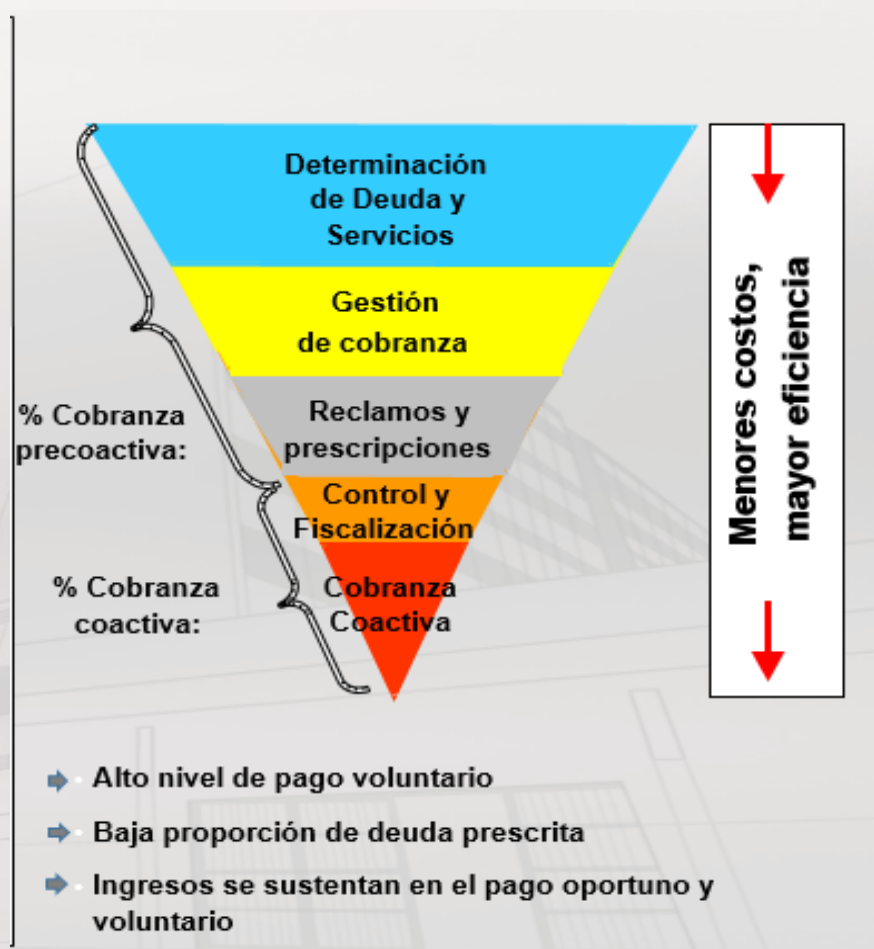 Determinación
de Deuda y
Servicios
Gestión
de cobranza
Reclamos y
prescripciones
Control y
Fiscalización
Cobranza
Coactiva
% Cobranza
precoactiva:
% Cobranza
coactiva:
Menores costos,
mayor eficiencia
Alto nivel de pago voluntario
Baja proporción de deuda prescrita
Ingresos se sustentan en el pago oportuno y
voluntario